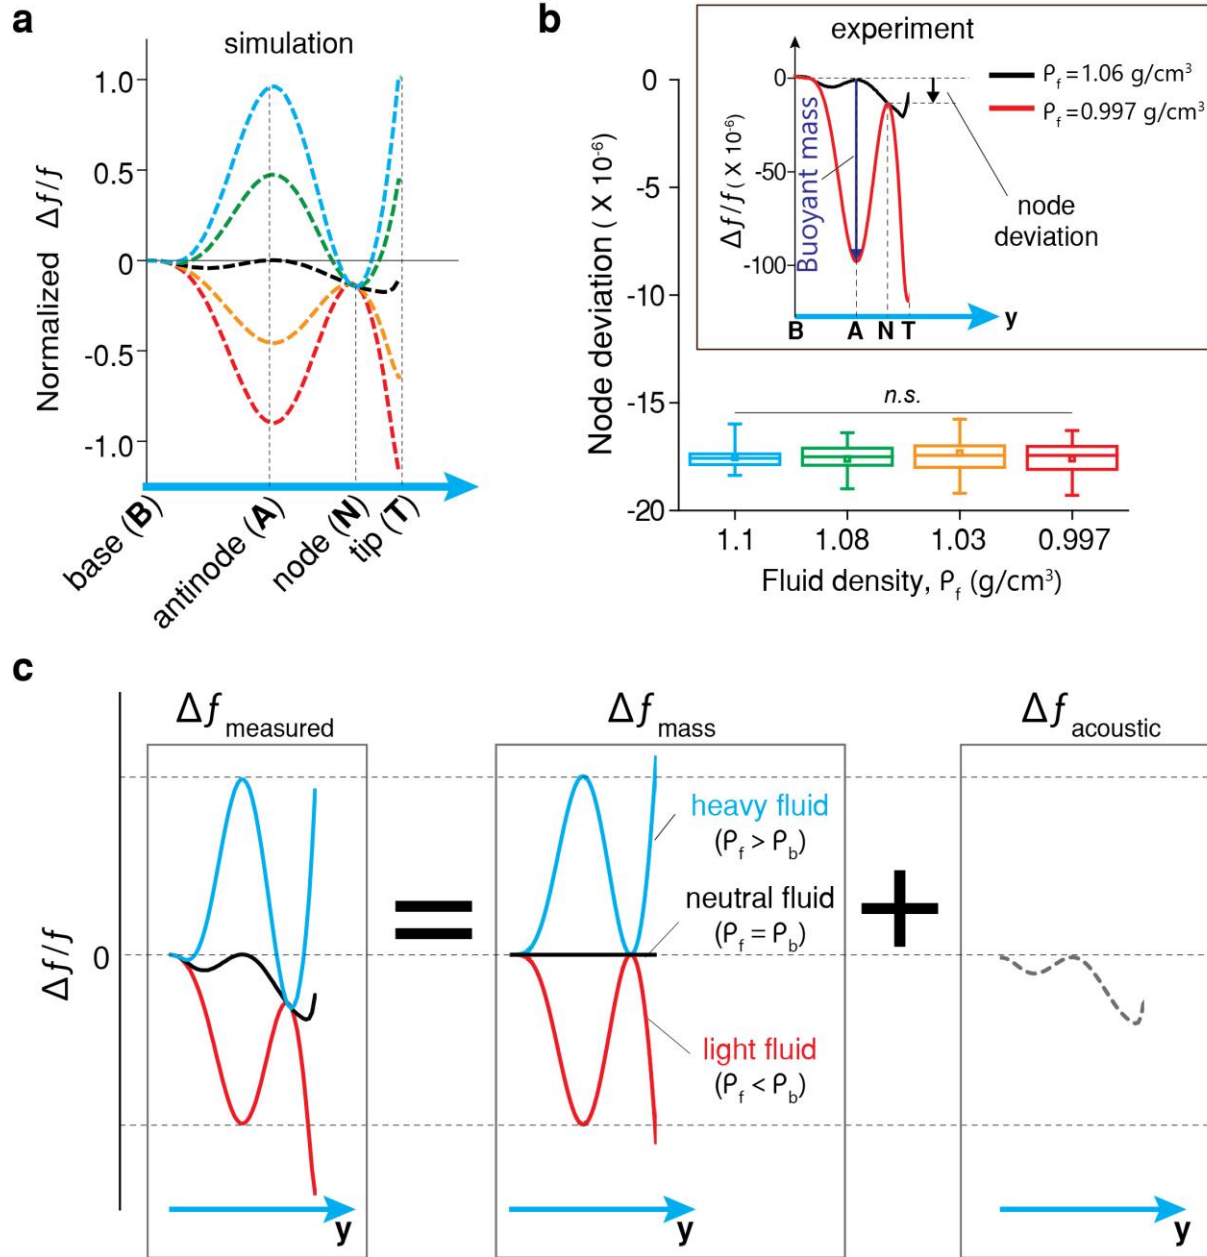 a
simulation
Normalized Δf/f
1.0
0.5
0
-0.5
-1.0
base (B)
antinode (A)
node (N)
tip (T)
b
Node deviation ( X 10⁻⁶)
0
-5
-10
-15
-20
experiment
Δf/f ( X 10⁻⁶)
0
-50
-100
Buoyant mass
ρf = 1.06 g/cm³
ρf = 0.997 g/cm³
node
deviation
B A N T
y
n.s.
1.1 1.08 1.03 0.997
Fluid density, ρf (g/cm³)
c
Δf measured
Δf mass
Δf acoustic
Δf/f
0
heavy fluid
(ρf > ρb)
neutral fluid
(ρf = ρb)
light fluid
(ρf < ρb)
=
+
y
y
y